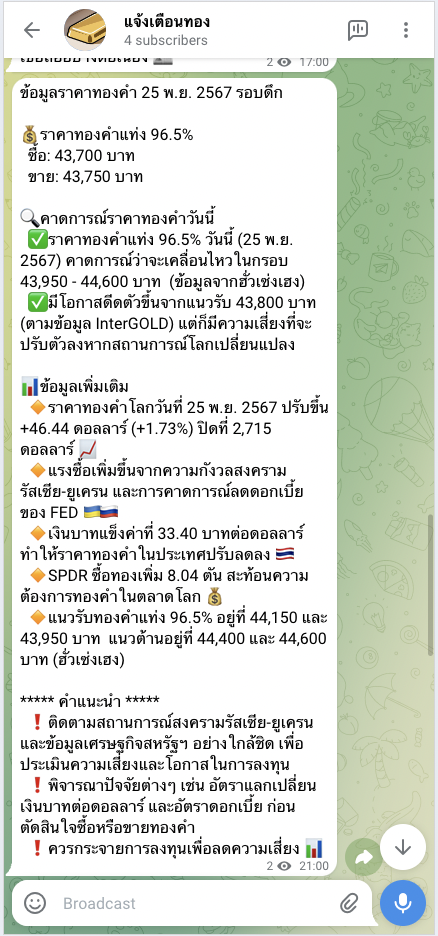 แจ้งเตือนทอง
4 subscribers
2 17:00
ข้อมูลราคาทองคำ 25 พ.ย. 2567 รอบดึก
💰ราคาทองคำแท่ง 96.5%
ซื้อ: 43,700 บาท
ขาย: 43,750 บาท
🔍คาดการณ์ราคาทองคำวันนี้
✅ราคาทองคำแท่ง 96.5% วันนี้ (25 พ.ย.
2567) คาดการณ์ว่าจะเคลื่อนไหวในกรอบ
43,950 - 44,600 บาท (ข้อมูลจากฮั่วเซ่งเฮง)
✅มีโอกาสดีดตัวขึ้นจากแนวรับ 43,800 บาท
(ตามข้อมูล InterGOLD) แต่ก็มีความเสี่ยงที่จะ
ปรับตัวลงหากสถานการณ์โลกเปลี่ยนแปลง
📊ข้อมูลเพิ่มเติม
🔶ราคาทองคำโลกวันที่ 25 พ.ย. 2567 ปรับขึ้น
+46.44 ดอลลาร์ (+1.73%) ปิดที่ 2,715
ดอลลาร์ 📈
🔶แรงซื้อเพิ่มขึ้นจากความกังวลสงคราม
รัสเซีย-ยูเครน และการคาดการณ์ลดดอกเบี้ย
ของ FED 🇺🇦🇷🇺
🔶เงินบาทแข็งค่าที่ 33.40 บาทต่อดอลลาร์
ทำให้ราคาทองคำในประเทศปรับลดลง 🇹🇭
🔶SPDR ซื้อทองเพิ่ม 8.04 ตัน สะท้อนความ
ต้องการทองคำในตลาดโลก 💰
🔶แนวรับทองคำ 96.5% อยู่ที่ 44,150 และ
43,950 บาท แนวต้านอยู่ที่ 44,400 และ 44,600
บาท (ฮั่วเซ่งเฮง)
***** คำแนะนำ *****
❗ติดตามสถานการณ์สงครามรัสเซีย-ยูเครน
และข้อมูลเศรษฐกิจสหรัฐฯ อย่างใกล้ชิด เพื่อ
ประเมินความเสี่ยงและโอกาสในการลงทุน
❗พิจารณาปัจจัยต่างๆ เช่น อัตราแลกเปลี่ยน
เงินบาทต่อดอลลาร์ และอัตราดอกเบี้ย ก่อน
ตัดสินใจซื้อหรือขายทองคำ
❗ควรกระจายการลงทุนเพื่อลดความเสี่ยง 📊
2 21:00
Broadcast